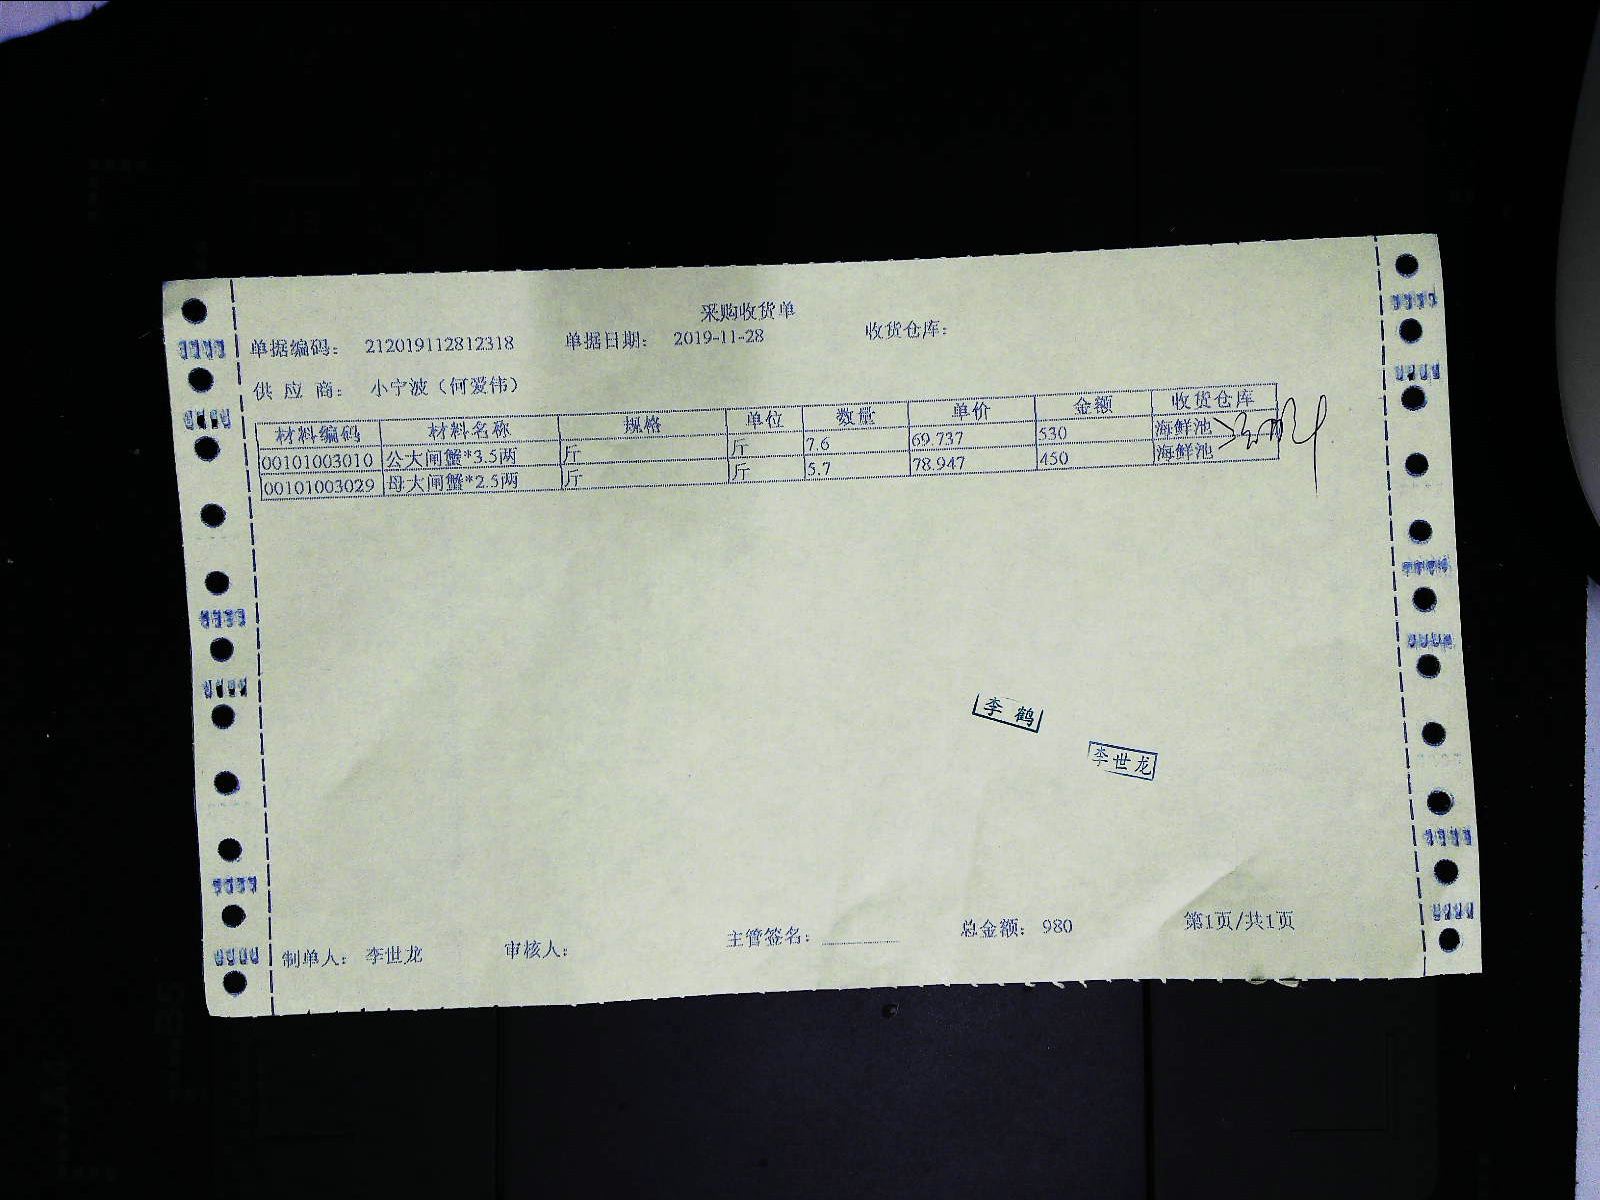 采购收货单
单据编码： 212019112812318 单据日期： 2019-11-28 收货仓库：
供 应 商： 小宁波（何爱伟）
材料编码 材料名称 规格 单位 数量 单价 金额 收货仓库
00101003010 公大闸蟹*3.5两 斤 斤 7.6 69.737 530 海鲜池
00101003029 母大闸蟹*2.5两 斤 斤 5.7 78.947 450 海鲜池
李 鹤
李世龙
制单人： 李世龙 审核人： 主管签名： 总金额： 980 第1页/共1页